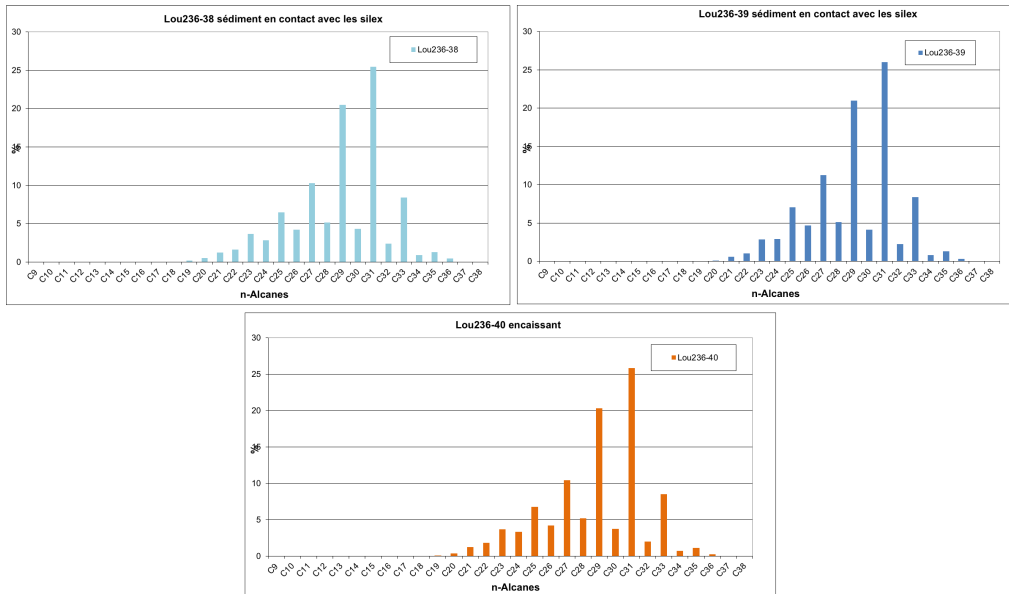 Lou236-38 sédiment en contact avec les silex
30
25
20
15
10
5
0
%
Lou236-38
C9 C10 C11 C12 C13 C14 C15 C16 C17 C18 C19 C20 C21 C22 C23 C24 C25 C26 C27 C28 C29 C30 C31 C32 C33 C34 C35 C36 C37 C38
n-Alcanes
Lou236-39 sédiment en contact avec les silex
30
25
20
15
10
5
0
%
Lou236-39
C9 C10 C11 C12 C13 C14 C15 C16 C17 C18 C19 C20 C21 C22 C23 C24 C25 C26 C27 C28 C29 C30 C31 C32 C33 C34 C35 C36 C37 C38
n-Alcanes
Lou236-40 encaissant
30
25
20
15
10
5
0
%
Lou236-40
C9 C10 C11 C12 C13 C14 C15 C16 C17 C18 C19 C20 C21 C22 C23 C24 C25 C26 C27 C28 C29 C30 C31 C32 C33 C34 C35 C36 C37 C38
n-Alcanes